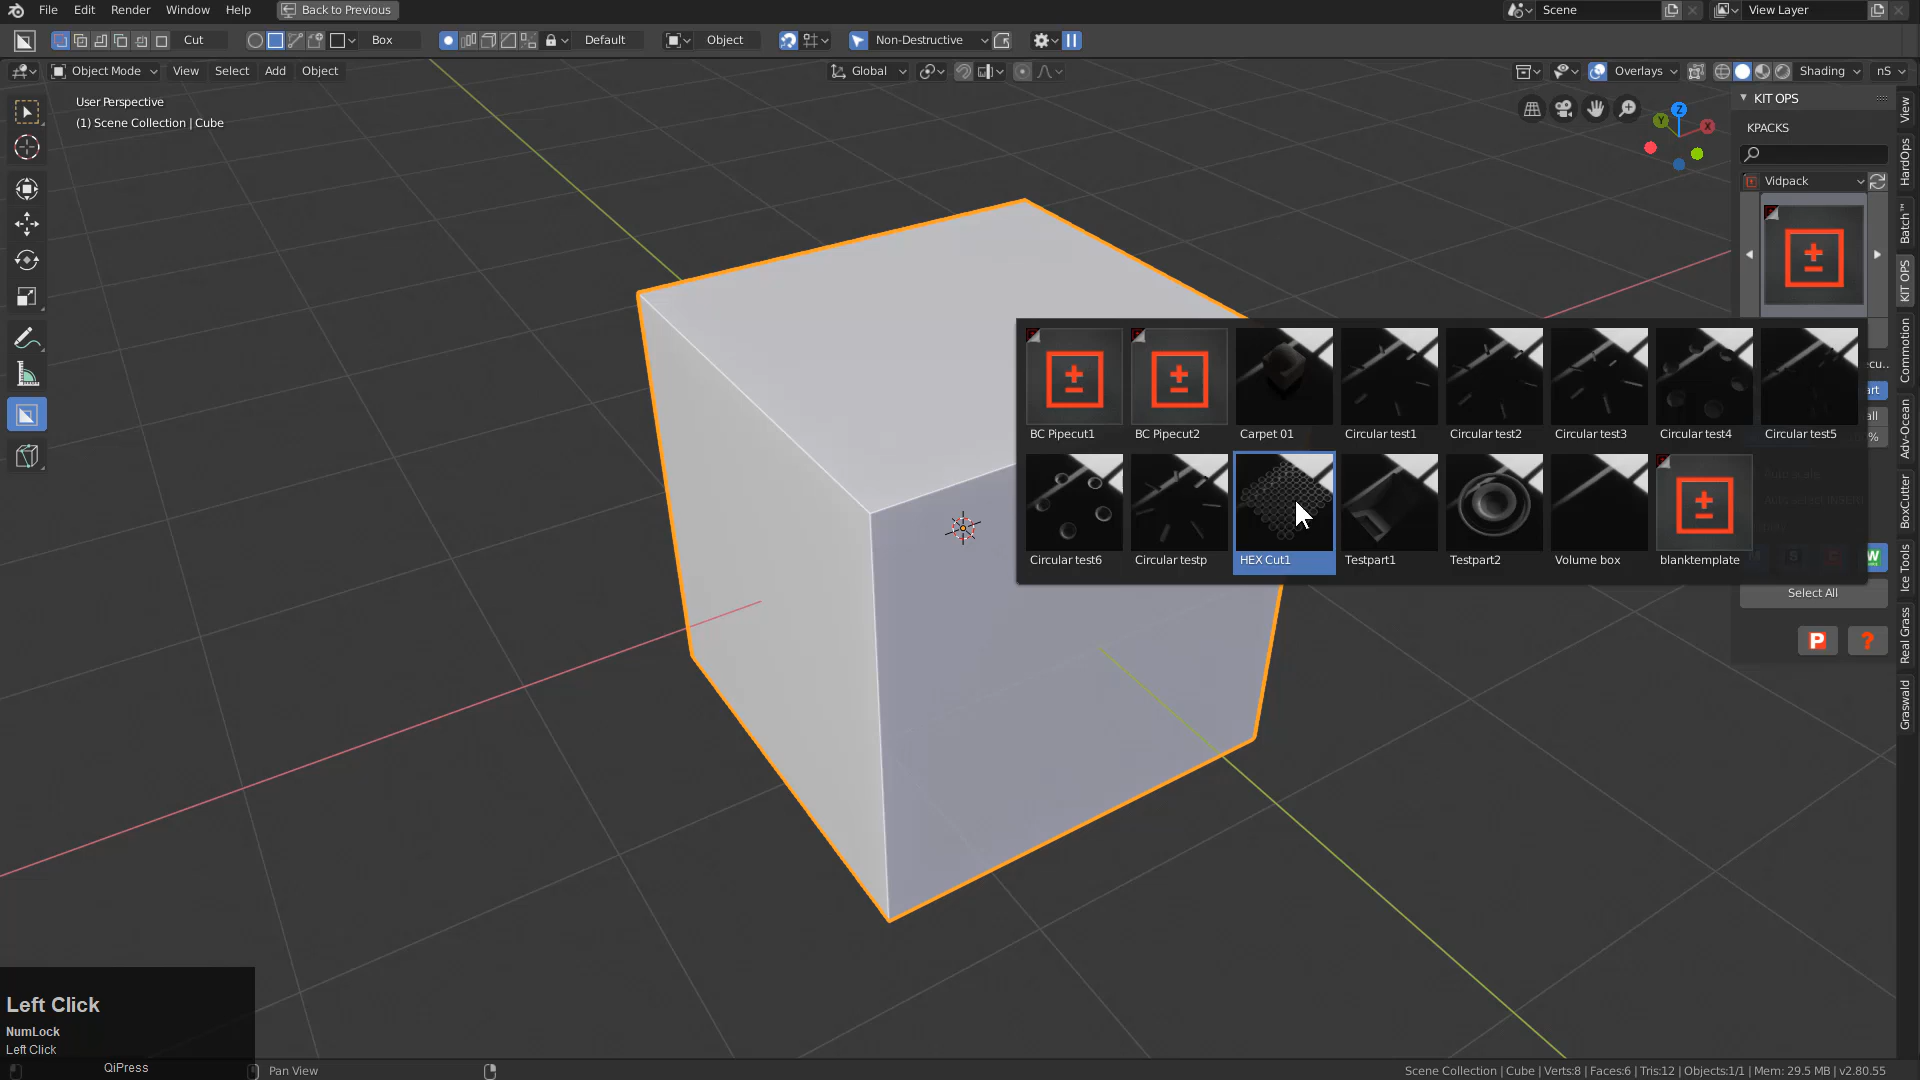 File Edit Render Window Help Back to Previous
Scene
View Layer
Cut
Box
Default
Object
Non-Destructive
Object Mode View Select Add Object
Global
Overlays
Shading
nS
User Perspective
(1) Scene Collection | Cube
KIT OPS
KPACKS
Vidpack
BC Pipecut1
BC Pipecut2
Carpet 01
Circular test1
Circular test2
Circular test3
Circular test4
Circular test5
Circular test6
Circular testp
HEX Cut1
Testpart1
Testpart2
Volume box
blanktemplate
Select All
P
?
W
View
HardOps
Batch™
KIT OPS
Commotion
Adv-Ocean
BoxCutter
Ice Tools
Real Grass
Graswald
Z
Y
X
Left Click
NumLock
Left Click
QiPress
Pan View
Scene Collection | Cube | Verts:8 | Faces:6 | Tris:12 | Objects:1/1 | Mem: 29.5 MB | v2.80.55